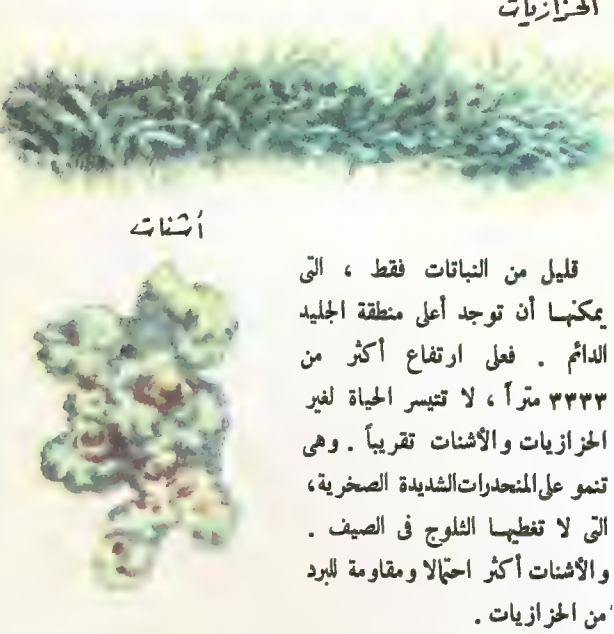 الحزازيات
أشنات
قليل من النباتات فقط ، التى
يمكنها أن توجد أعلى منطقة الجليد
الدائم . فعلى ارتفاع أكثر من
٣٣٣٣ متراً ، لا تتيسر الحياة لغير
الحزازيات والأشنات تقريباً . وهى
تنمو على المنحدرات الشديدة الصخرية ،
التى لا تغطيها الثلوج فى الصيف .
والأشنات أكثر احتمالا ومقاومة للبرد
من الحزازيات .